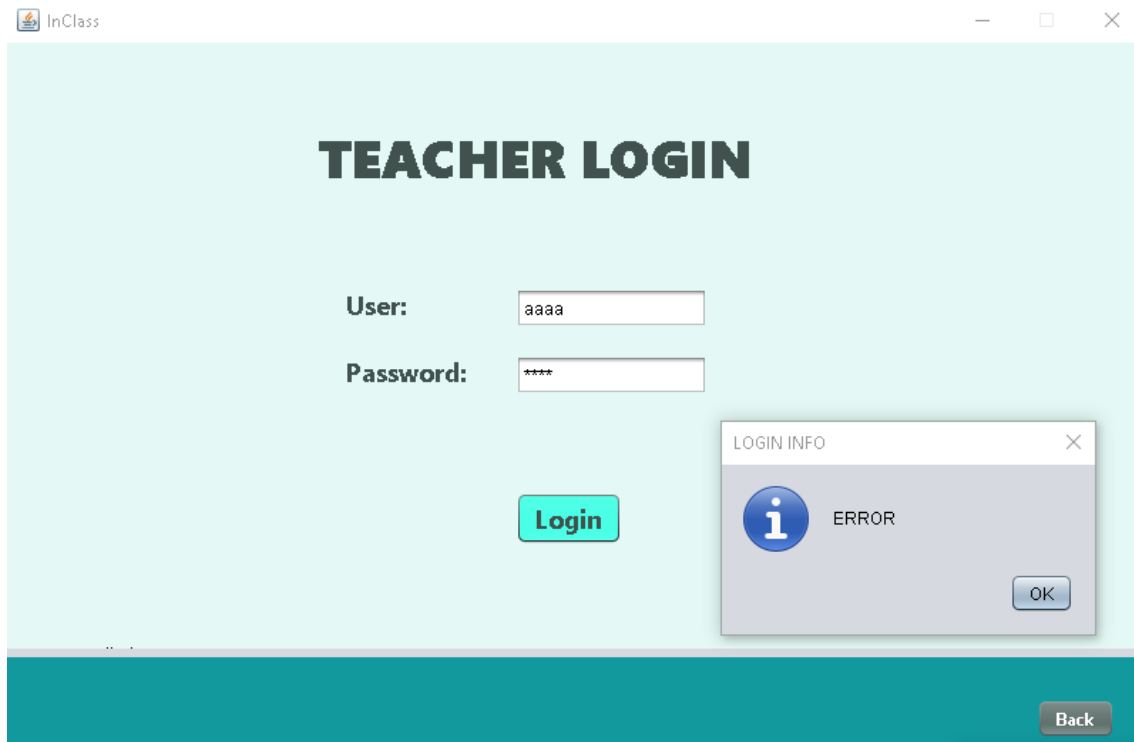 InClass
TEACHER LOGIN
User:
aaaa
Password:
****
LOGIN INFO
ERROR
OK
Login
Back